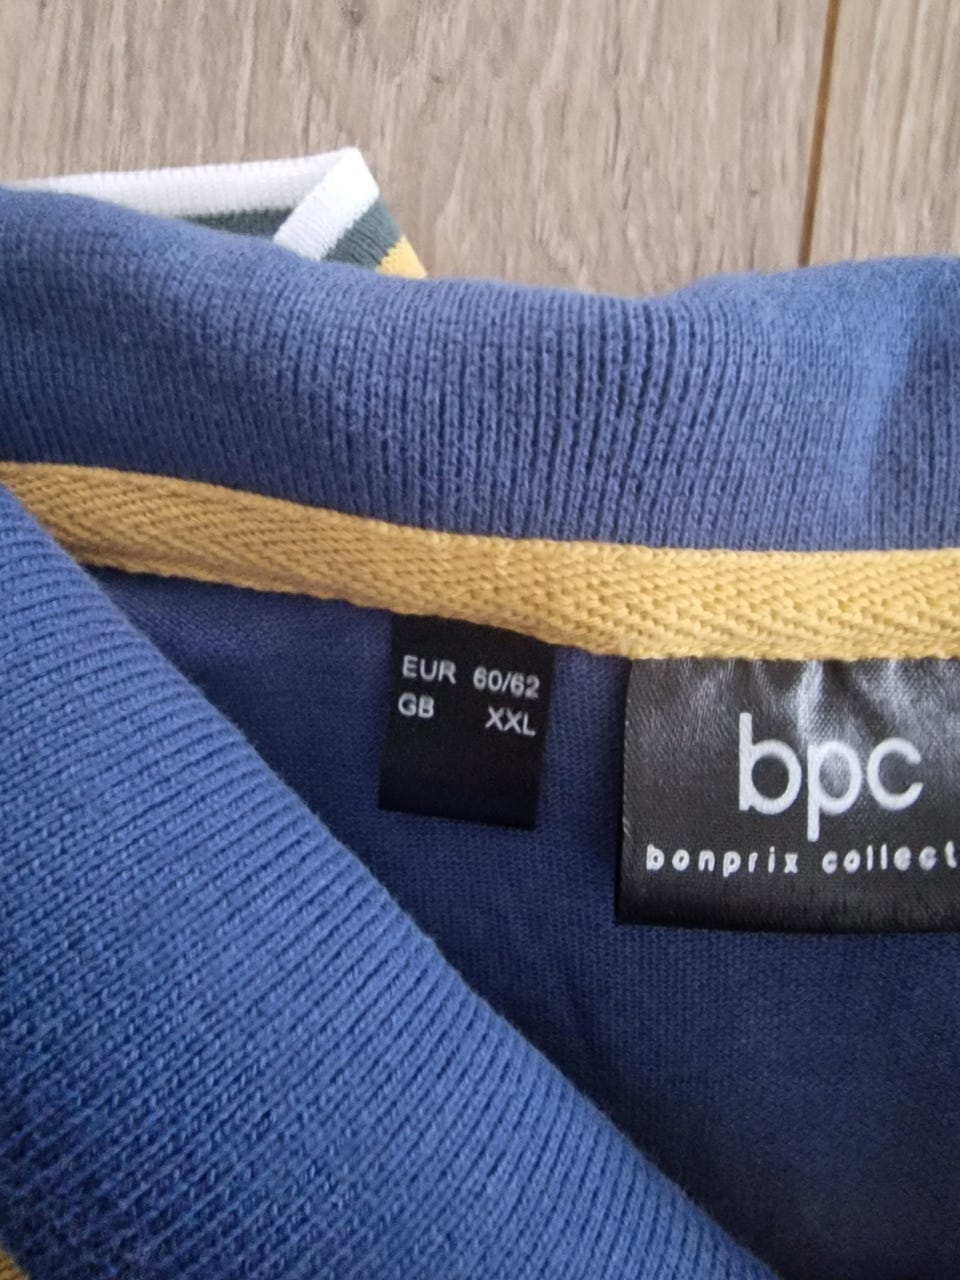 EUR 60/62
GB XXL
bpc
bonprix collect